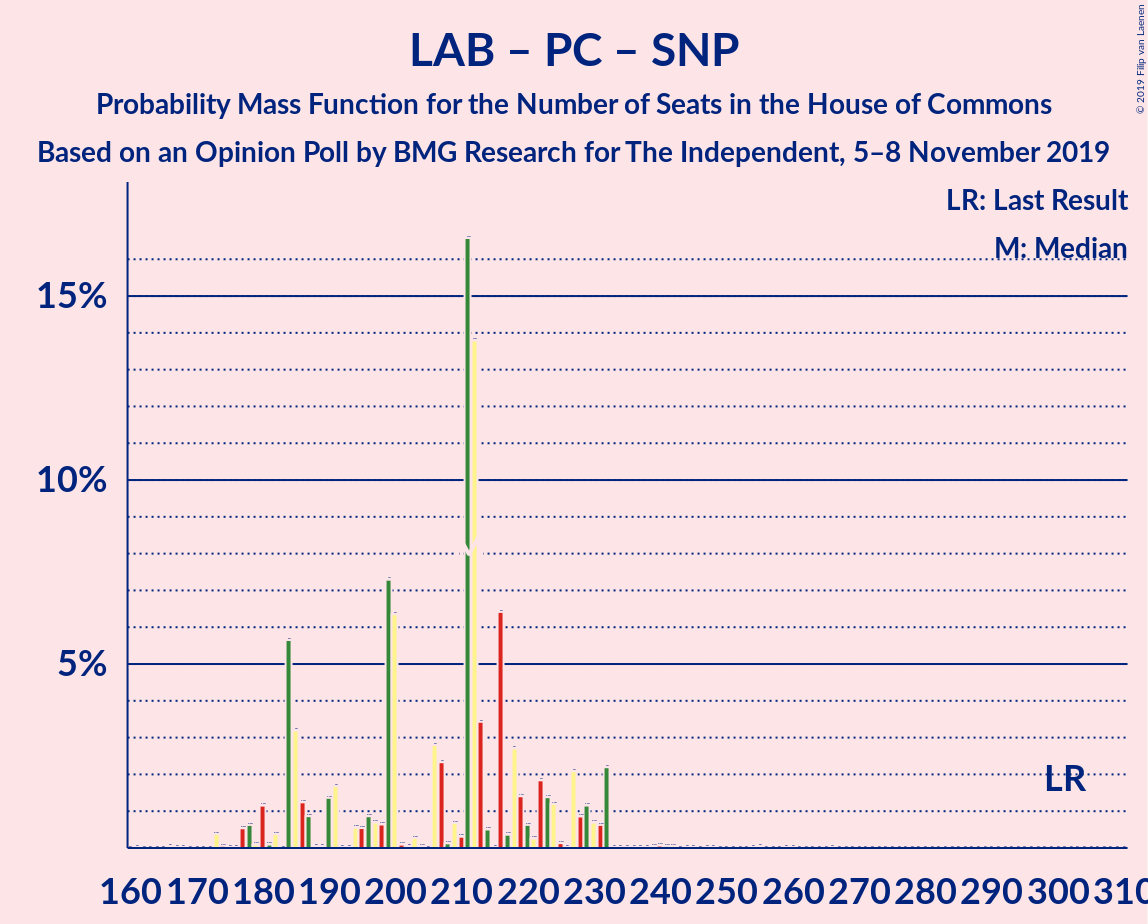 LAB – PC – SNP
Probability Mass Function for the Number of Seats in the House of Commons
Based on an Opinion Poll by BMG Research for The Independent, 5–8 November 2019
© 2019 Filip van Laenen
LR: Last Result
M: Median
15%
10%
5%
LR
160 170 180 190 200 210 220 230 240 250 260 270 280 290 300 310